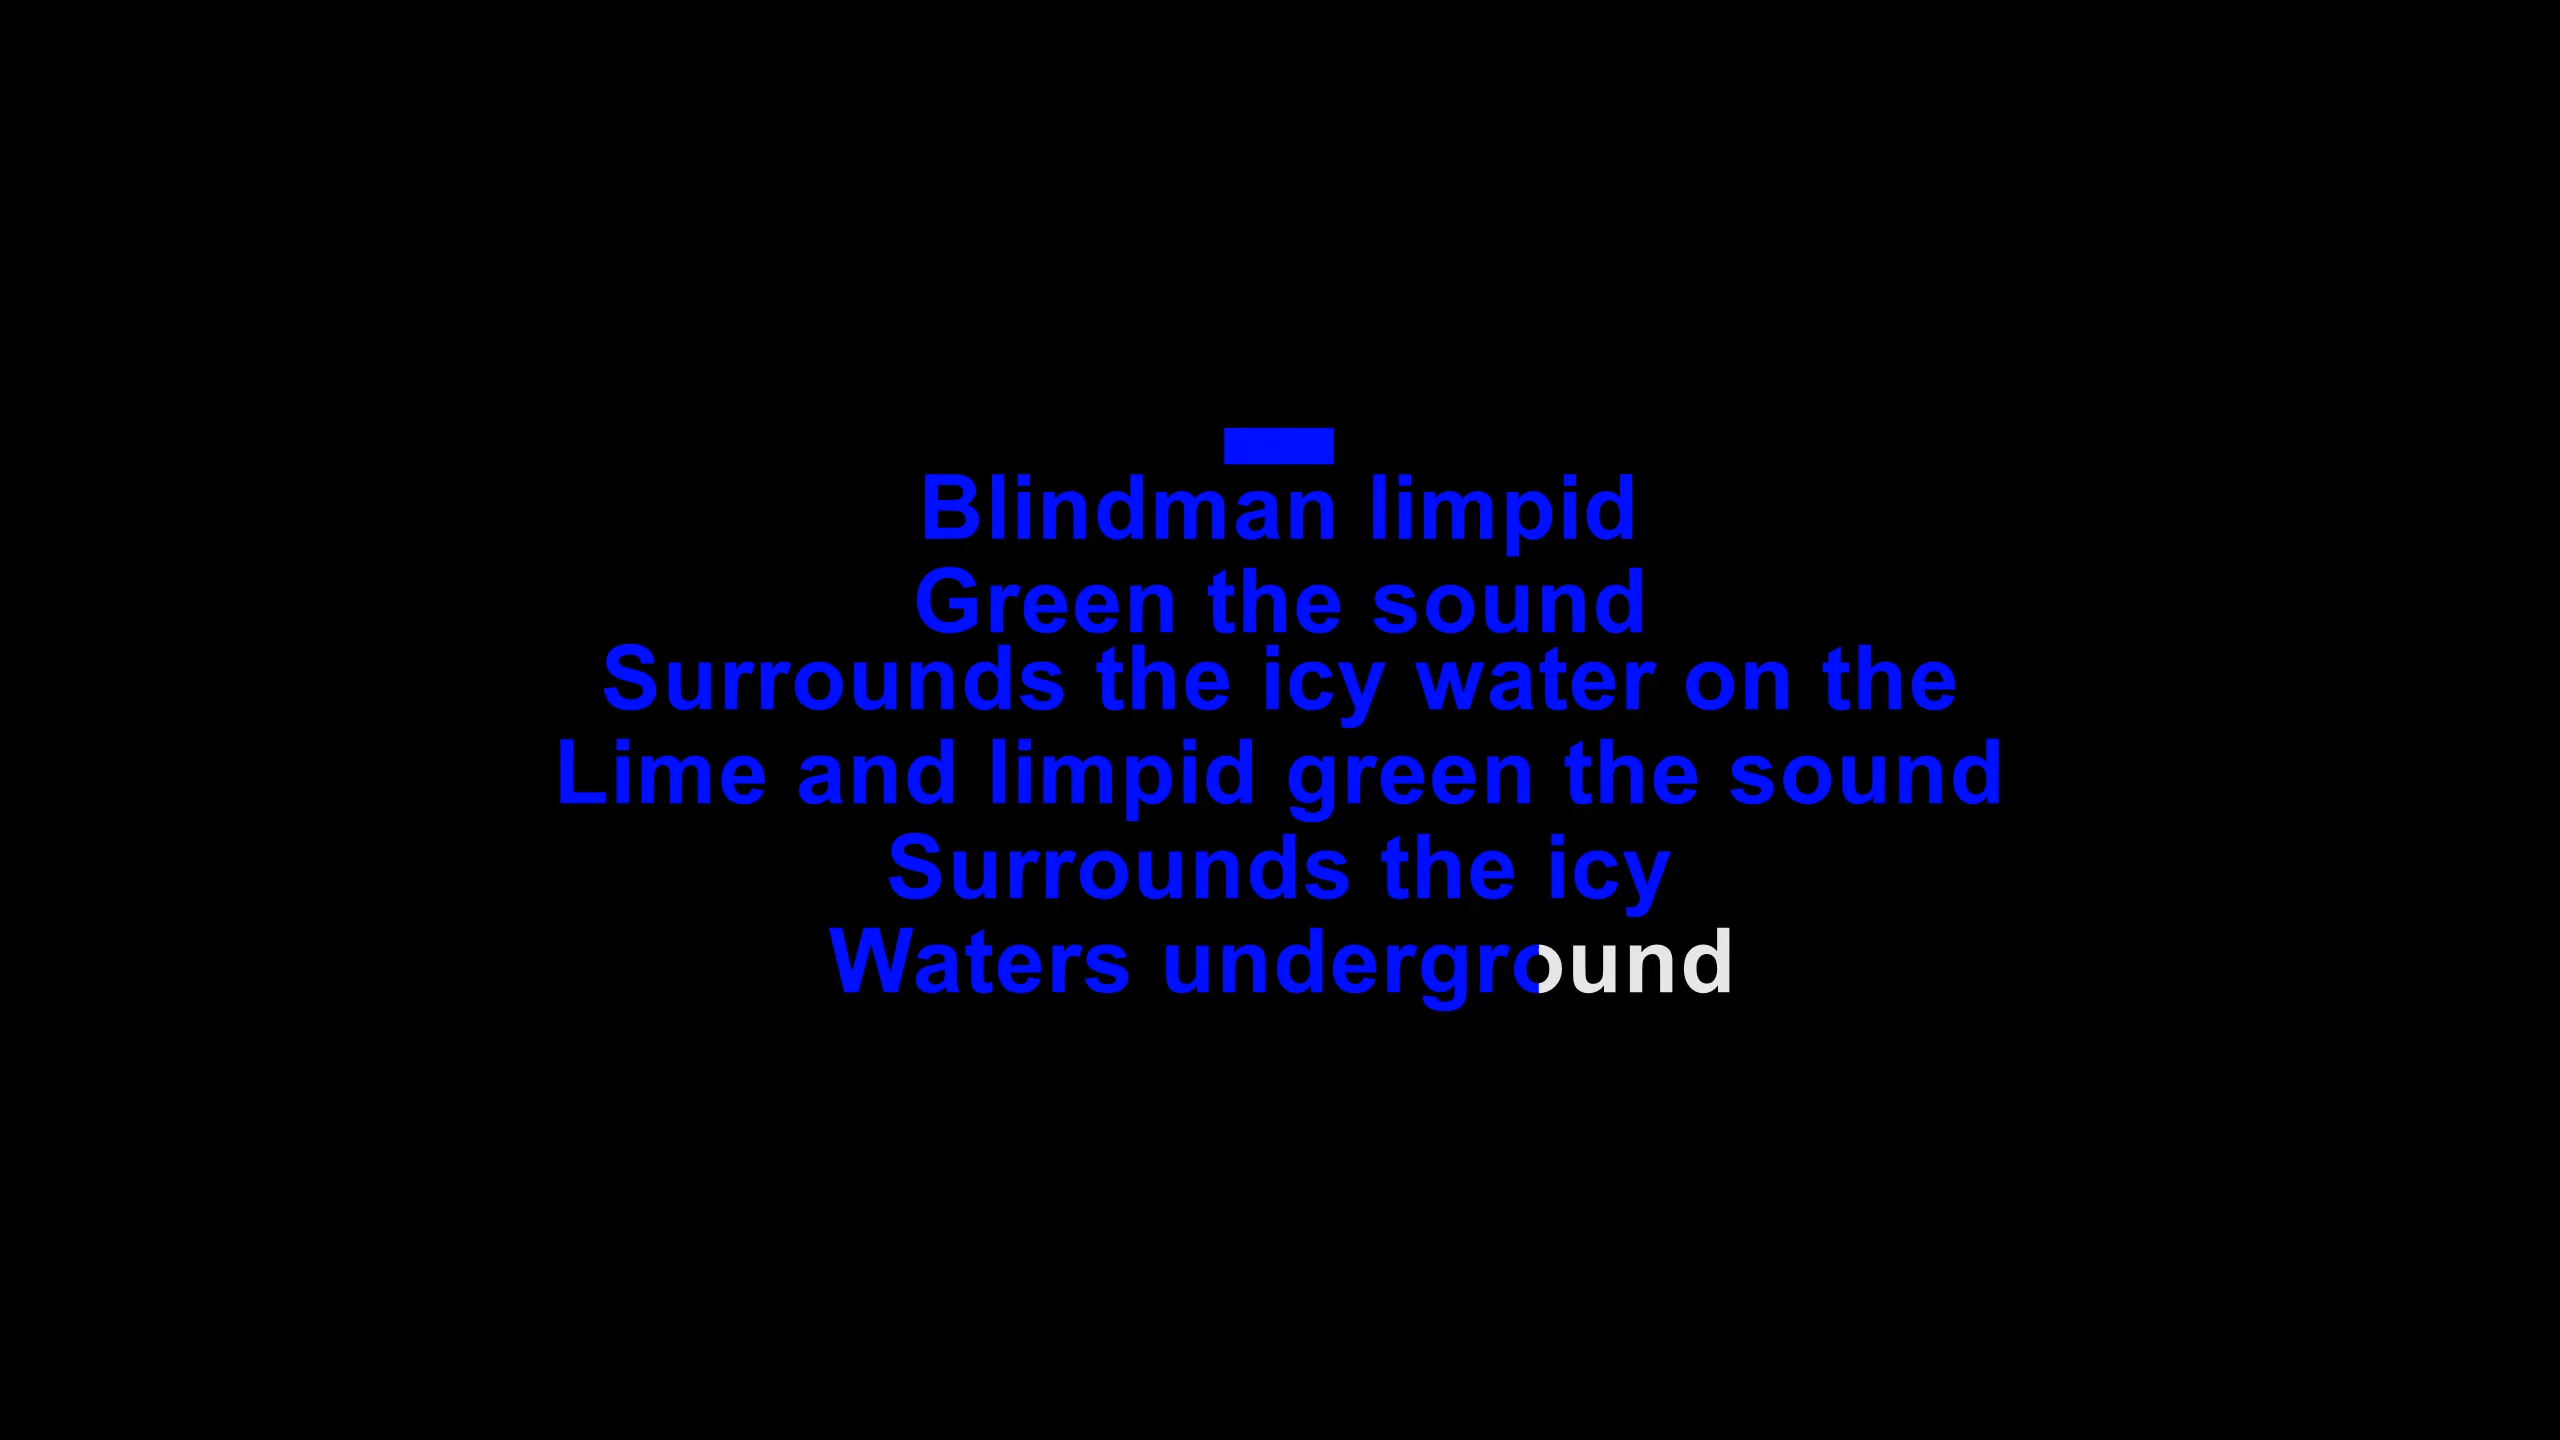 Blindman limpid
Green the sound
Surrounds the icy water on the
Lime and limpid green the sound
Surrounds the icy
Waters underground